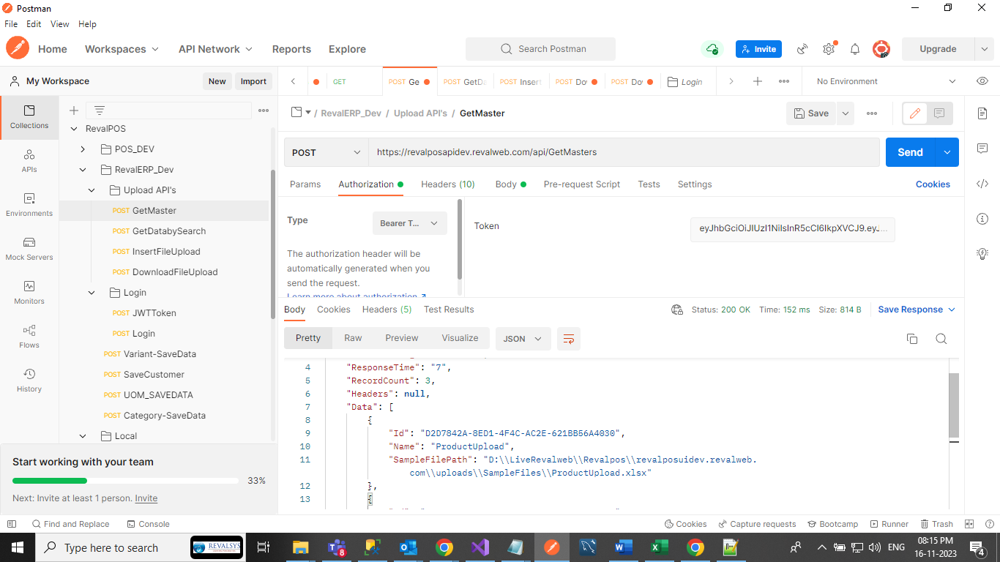 Postman
File Edit View Help
Home Workspaces API Network Reports Explore
Search Postman
Invite
Upgrade
My Workspace
New Import
GET
POST Ge
POST GetDa
POST Insert
POST Do
POST Do
Login
No Environment
Collections
APIs
Environments
Mock Servers
Monitors
Flows
History
RevalPOS
POS_DEV
RevalERP_Dev
Upload API's
POST GetMaster
POST GetDatabySearch
POST InsertFileUpload
POST DownloadFileUpload
Login
POST JWTToken
POST Login
POST Variant-SaveData
POST SaveCustomer
POST UOM_SAVEDATA
POST Category-SaveData
Local
Start working with your team
33%
Next: Invite at least 1 person. Invite
/ RevalERP_Dev / Upload API's / GetMaster
Save
POST https://revalposapidev.revalweb.com/api/GetMasters
Send
Params Authorization Headers (10) Body Pre-request Script Tests Settings
Cookies
Type
Bearer T...
The authorization header will be
automatically generated when you
send the request.
Learn more about authorization ↗
Token
eyJhbGciOiJIUzI1NiIsInR5cCI6IkpXVCJ9.eyJ...
Body Cookies Headers (5) Test Results
Status: 200 OK Time: 152 ms Size: 814 B
Save Response
Pretty Raw Preview Visualize
JSON
4 "ResponseTime": "7",
5 "RecordCount": 3,
6 "Headers": null,
7 "Data": [
8 {
9 "Id": "D2D7842A-8ED1-4F4C-AC2E-621BB56A4030",
10 "Name": "ProductUpload",
11 "SampleFilePath": "D:\\LiveRevalweb\\Revalpos\\revalposuidev.revalweb.
com\\uploads\\SampleFiles\\ProductUpload.xlsx"
12 },
13 {
Find and Replace Console
Cookies Capture requests Bootcamp Runner Trash
Type here to search
REVALSYS
8
ENG
08:15 PM
16-11-2023
4